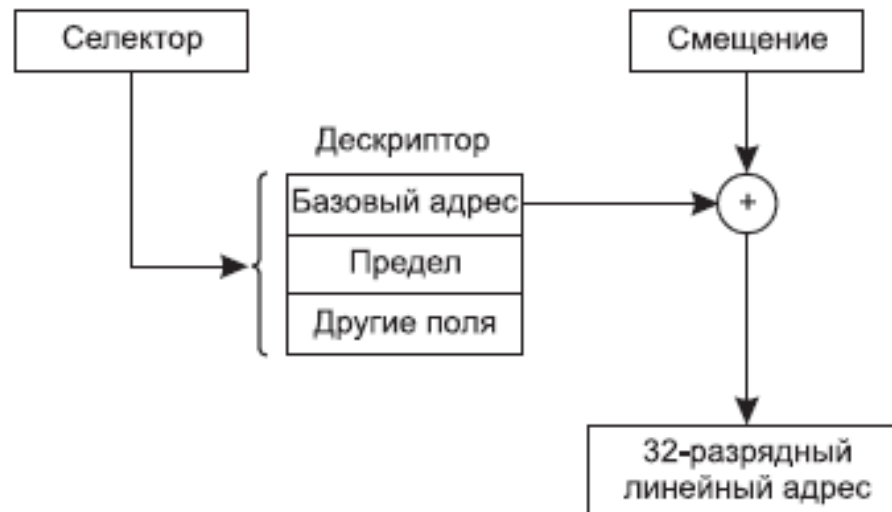 Селектор
Смещение
Дескриптор
Базовый адрес
+
Предел
Другие поля
32-разрядный
линейный адрес